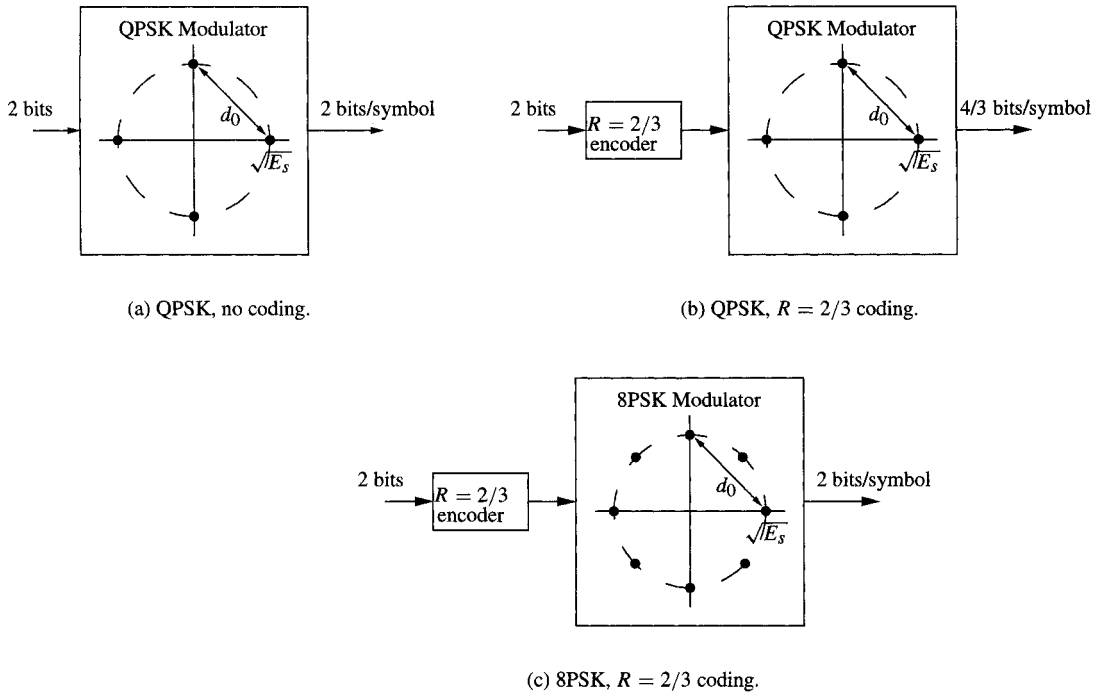 QPSK Modulator
2 bits
2 bits/symbol
d₀
√Eₛ
(a) QPSK, no coding.
QPSK Modulator
2 bits
R = 2/3
encoder
4/3 bits/symbol
d₀
√Eₛ
(b) QPSK, R = 2/3 coding.
8PSK Modulator
2 bits
R = 2/3
encoder
2 bits/symbol
d₀
√Eₛ
(c) 8PSK, R = 2/3 coding.